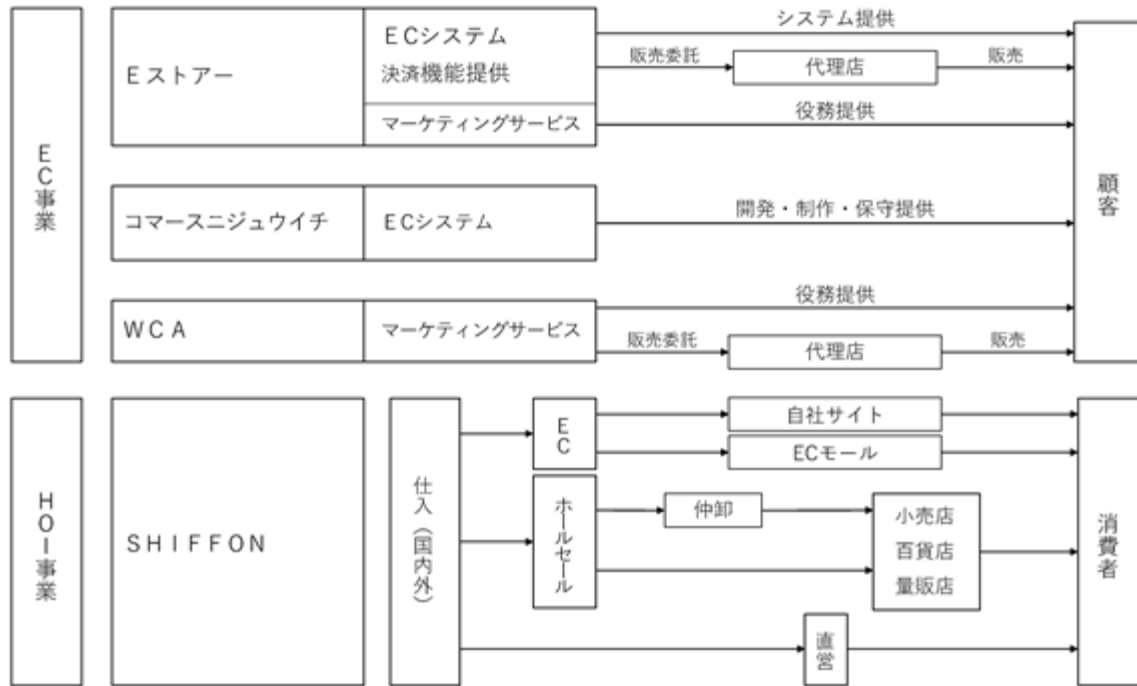 EC事業
Eストアー
ECシステム
決済機能提供
マーケティングサービス
システム提供
販売委託
代理店
販売
役務提供
コマースニジュウイチ
ECシステム
開発・制作・保守提供
WCA
マーケティングサービス
役務提供
販売委託
代理店
販売
顧客
HOI事業
SHIFFON
仕入(国内外)
EC
自社サイト
ECモール
ホールセール
仲卸
小売店
百貨店
量販店
直営
消費者